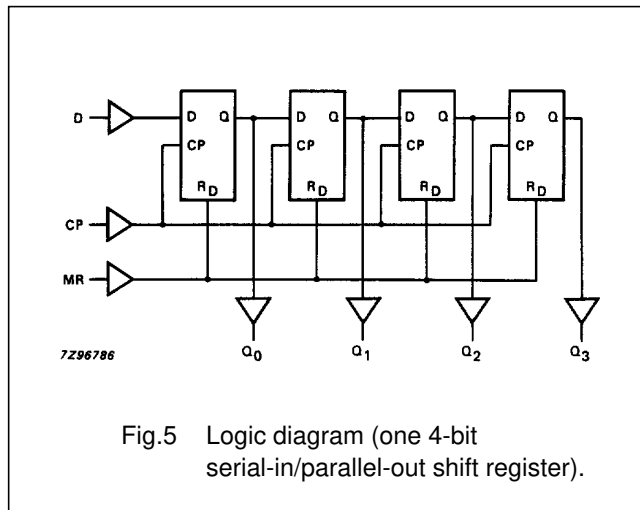 D
D Q
CP
RD
D Q
CP
RD
D Q
CP
RD
D Q
CP
RD
CP
MR
7Z96786
Q0
Q1
Q2
Q3
Fig.5 Logic diagram (one 4-bit
serial-in/parallel-out shift register).